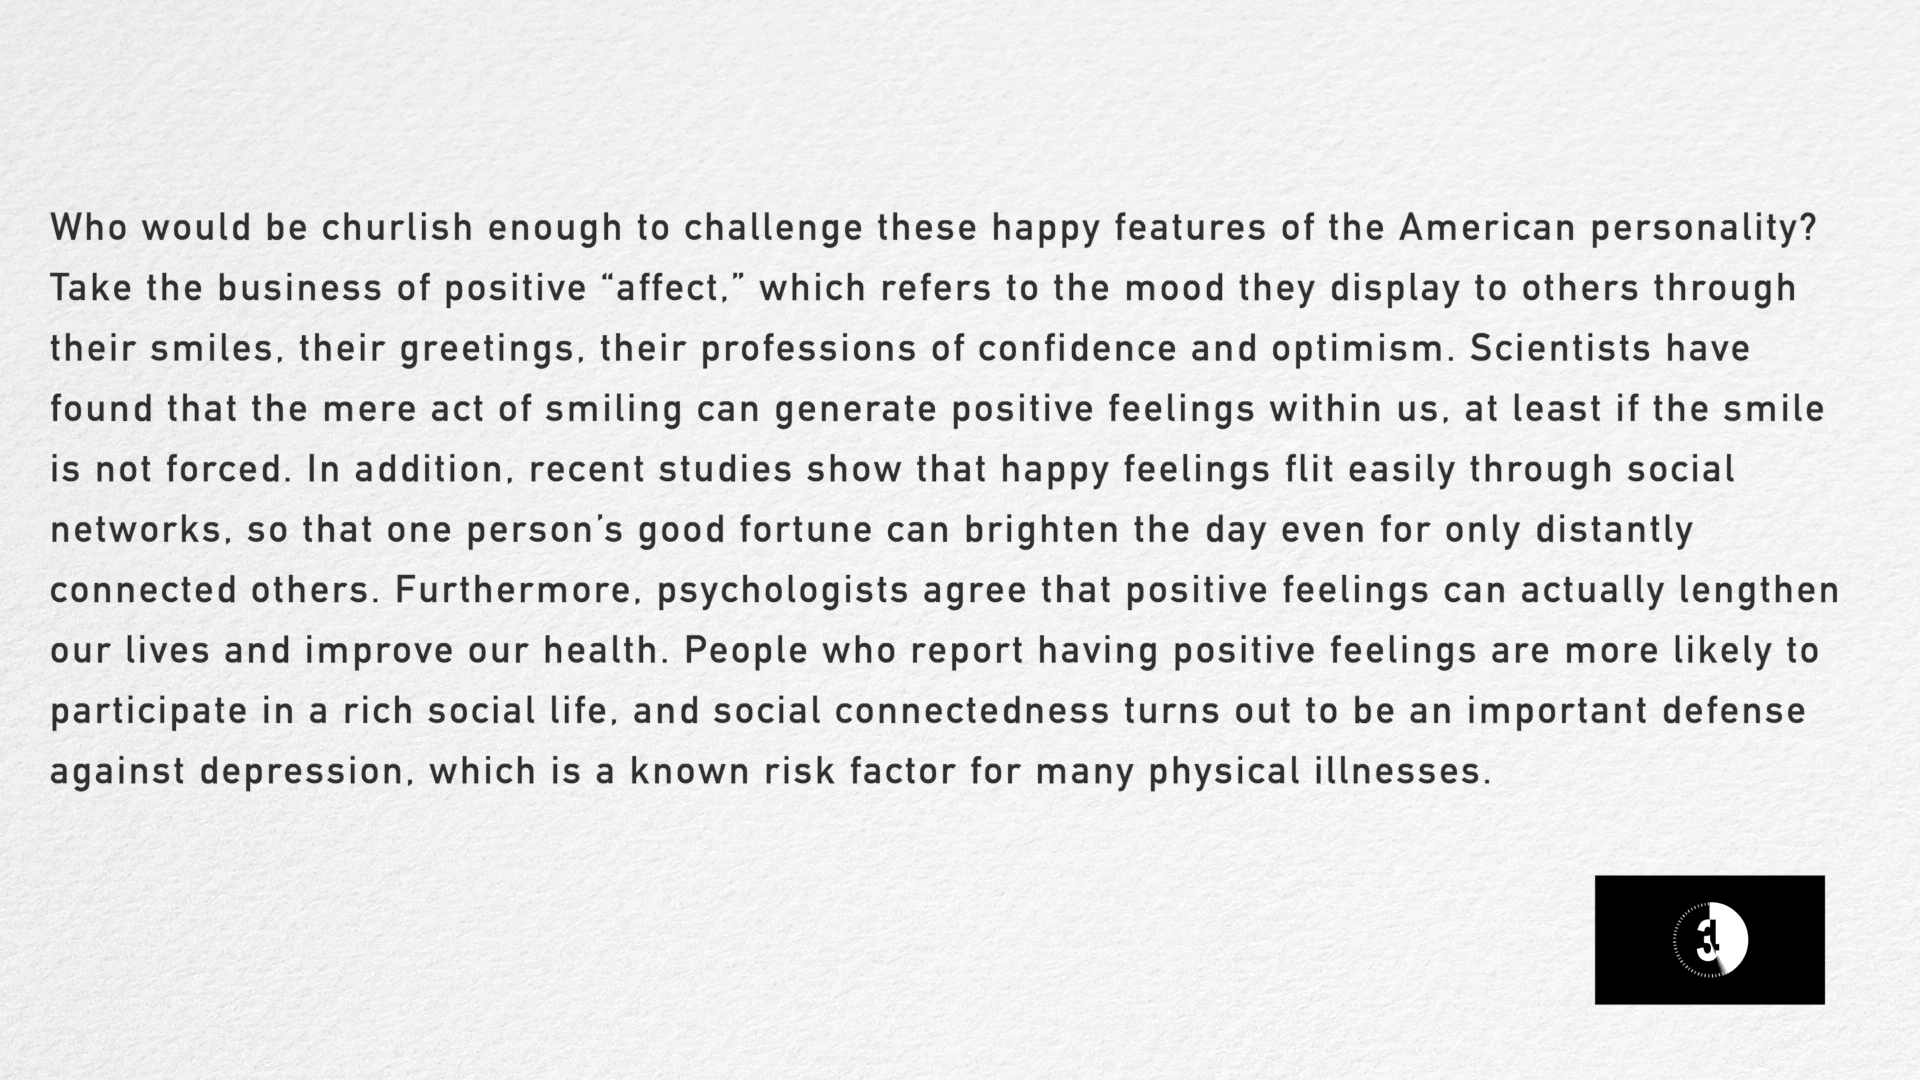 Who would be churlish enough to challenge these happy features of the American personality?
Take the business of positive “affect,” which refers to the mood they display to others through
their smiles, their greetings, their professions of confidence and optimism. Scientists have
found that the mere act of smiling can generate positive feelings within us, at least if the smile
is not forced. In addition, recent studies show that happy feelings flit easily through social
networks, so that one person’s good fortune can brighten the day even for only distantly
connected others. Furthermore, psychologists agree that positive feelings can actually lengthen
our lives and improve our health. People who report having positive feelings are more likely to
participate in a rich social life, and social connectedness turns out to be an important defense
against depression, which is a known risk factor for many physical illnesses.